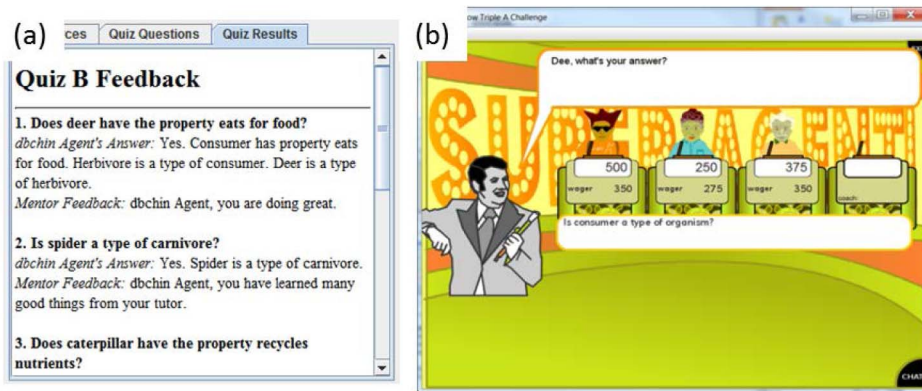 (a)
ces
Quiz Questions
Quiz Results
Quiz B Feedback
1. Does deer have the property eats for food?
dbchin Agent's Answer: Yes. Consumer has property eats
for food. Herbivore is a type of consumer. Deer is a type
of herbivore.
Mentor Feedback: dbchin Agent, you are doing great.
2. Is spider a type of carnivore?
dbchin Agent's Answer: Yes. Spider is a type of carnivore.
Mentor Feedback: dbchin Agent, you have learned many
good things from your tutor.
3. Does caterpillar have the property recycles
nutrients?
(b)
ow Triple A Challenge
Dee, what's your answer?
SUPERAGENT
500
wager 350
250
wager 275
375
wager 350
coach:
Is consumer a type of organism?
CHAT